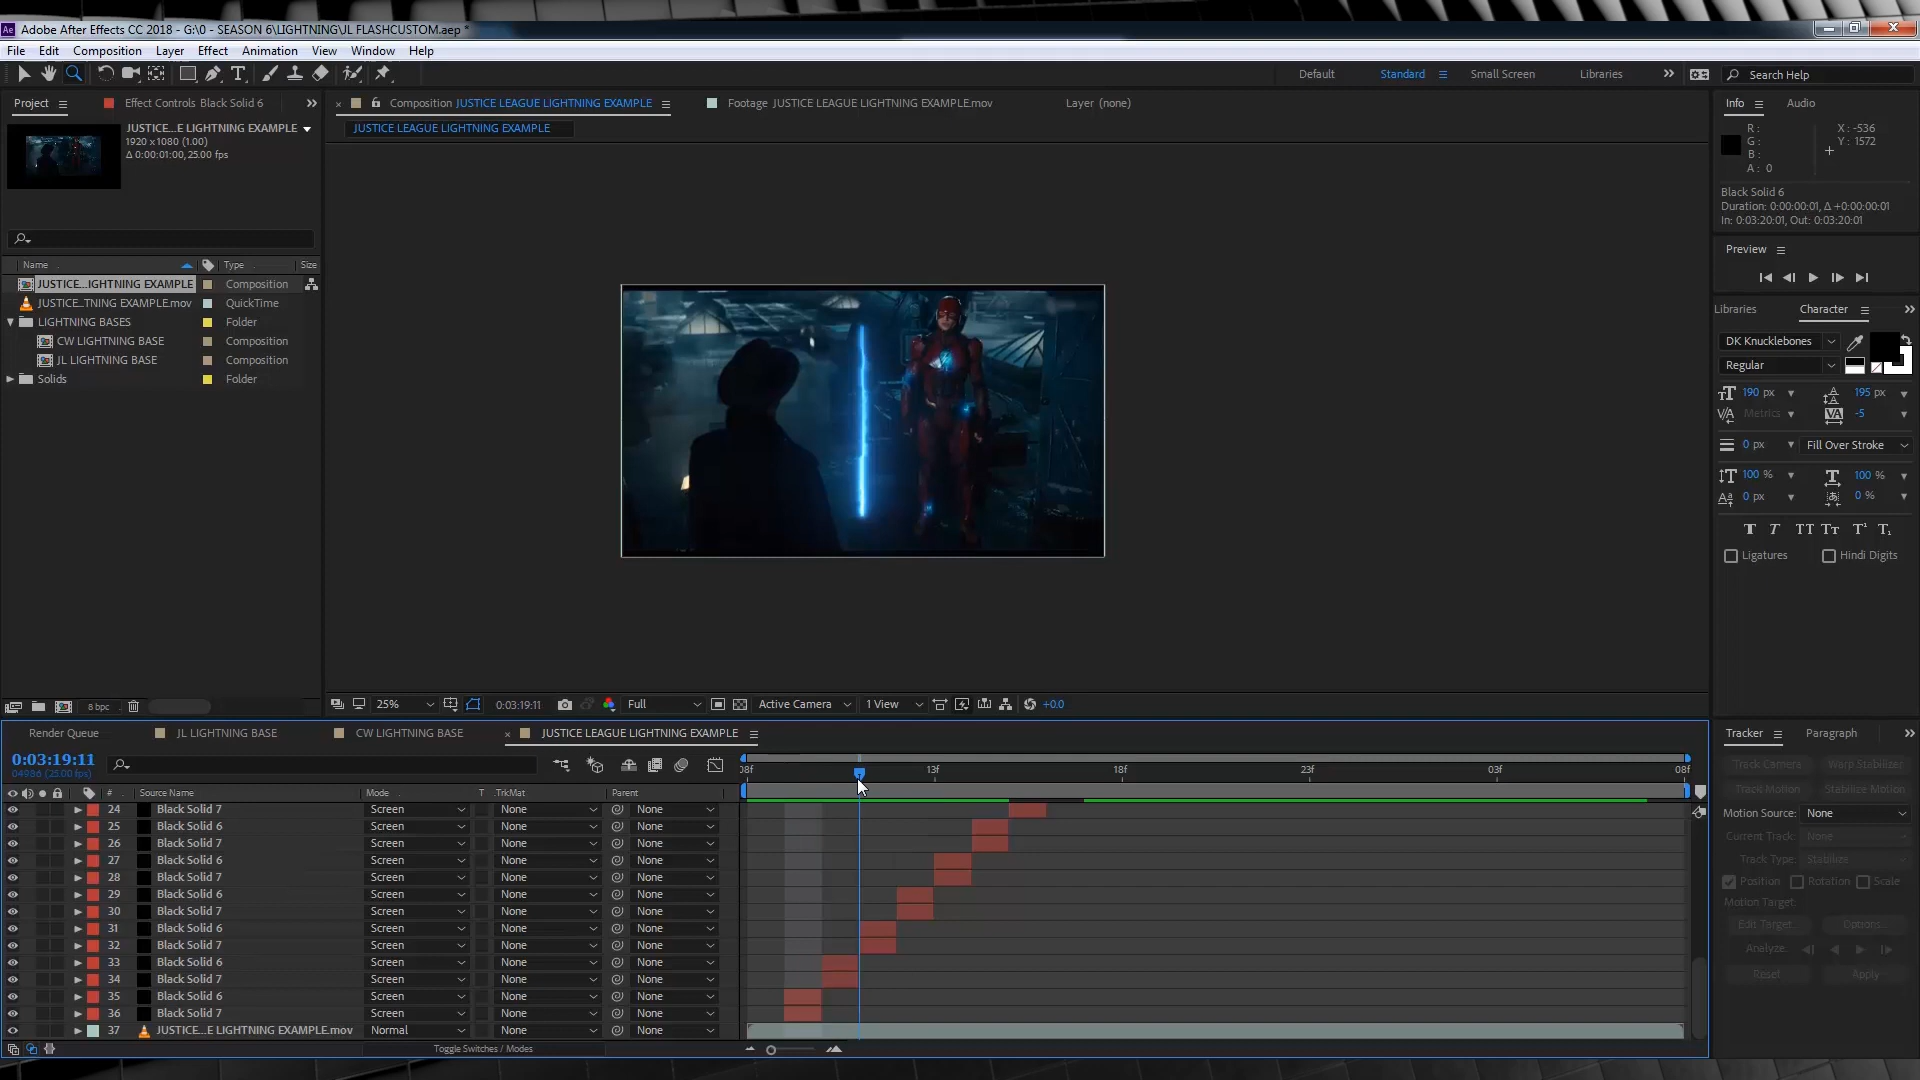 Adobe After Effects CC 2018 - G:\0 - SEASON 6\LIGHTNING\JL FLASHCUSTOM.aep *
File Edit Composition Layer Effect Animation View Window Help
Default Standard Small Screen Libraries Search Help
Project Effect Controls Black Solid 6
Composition JUSTICE LEAGUE LIGHTNING EXAMPLE Footage JUSTICE LEAGUE LIGHTNING EXAMPLE.mov Layer (none)
Info Audio
JUSTICE...E LIGHTNING EXAMPLE
1920 x 1080 (1.00)
Δ 0:00:01:00, 25.00 fps
JUSTICE LEAGUE LIGHTNING EXAMPLE
R : X : -536
G : Y : 1572
B :
A : 0
Black Solid 6
Duration: 0:00:00:01, Δ +0:00:00:01
In: 0:03:20:01, Out: 0:03:20:01
Preview
Name Type Size
JUSTICE...IGHTNING EXAMPLE Composition
JUSTICE...TNING EXAMPLE.mov QuickTime
LIGHTNING BASES Folder
CW LIGHTNING BASE Composition
JL LIGHTNING BASE Composition
Solids Folder
Libraries Character
DK Knucklebones
Regular
190 px 195 px
Metrics -5
0 px Fill Over Stroke
100 % 100 %
0 px 0 %
Ligatures Hindi Digits
8 bpc
25% 0:03:19:11 Full Active Camera 1 View +0.0
Render Queue JL LIGHTNING BASE CW LIGHTNING BASE JUSTICE LEAGUE LIGHTNING EXAMPLE
0:03:19:11
04986 (25.00 fps)
08f 13f 18f 23f 03f 08f
# Source Name Mode T TrkMat Parent
24 Black Solid 7 Screen None None
25 Black Solid 6 Screen None None
26 Black Solid 7 Screen None None
27 Black Solid 6 Screen None None
28 Black Solid 7 Screen None None
29 Black Solid 6 Screen None None
30 Black Solid 7 Screen None None
31 Black Solid 6 Screen None None
32 Black Solid 7 Screen None None
33 Black Solid 6 Screen None None
34 Black Solid 7 Screen None None
35 Black Solid 6 Screen None None
36 Black Solid 7 Screen None None
37 JUSTICE...E LIGHTNING EXAMPLE.mov Normal None None
Toggle Switches / Modes
Tracker Paragraph
Track Camera Warp Stabilizer
Track Motion Stabilize Motion
Motion Source: None
Current Track: None
Track Type: Stabilize
Position Rotation Scale
Motion Target:
Edit Target... Options...
Analyze:
Reset Apply